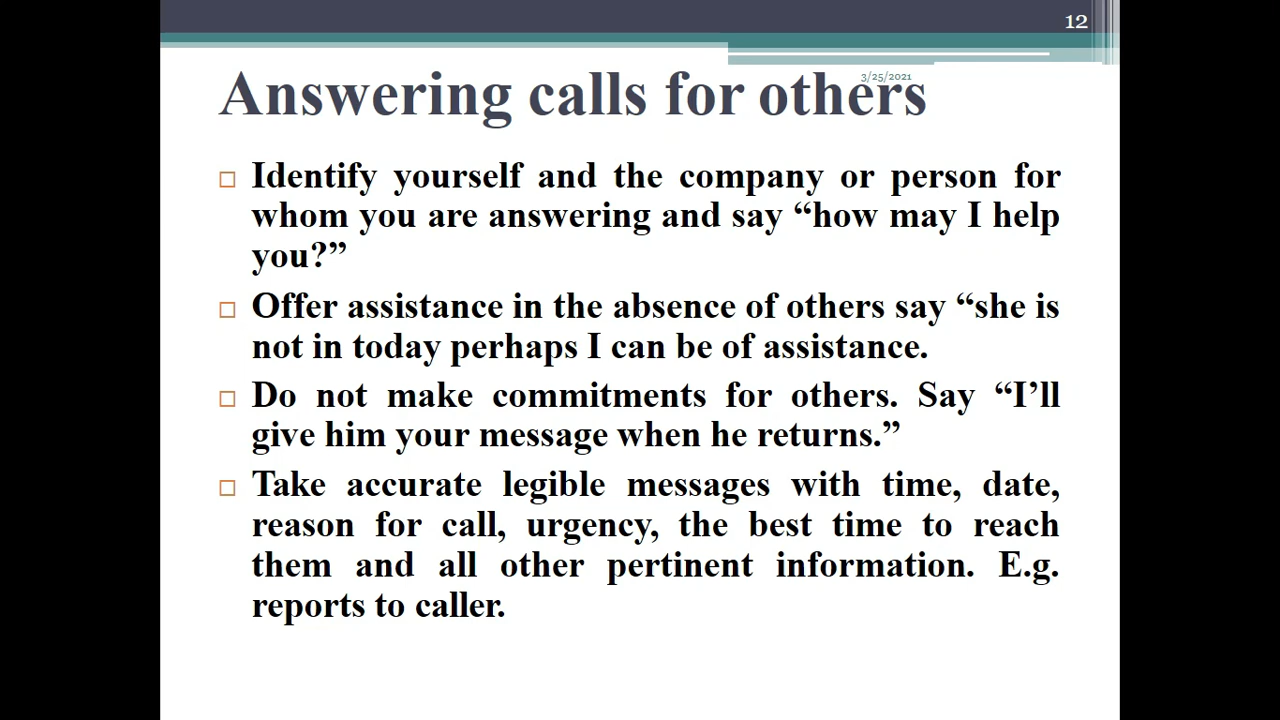 12
3/25/2021
Answering calls for others
Identify yourself and the company or person for
whom you are answering and say “how may I help
you?”
Offer assistance in the absence of others say “she is
not in today perhaps I can be of assistance.
Do not make commitments for others. Say “I’ll
give him your message when he returns.”
Take accurate legible messages with time, date,
reason for call, urgency, the best time to reach
them and all other pertinent information. E.g.
reports to caller.